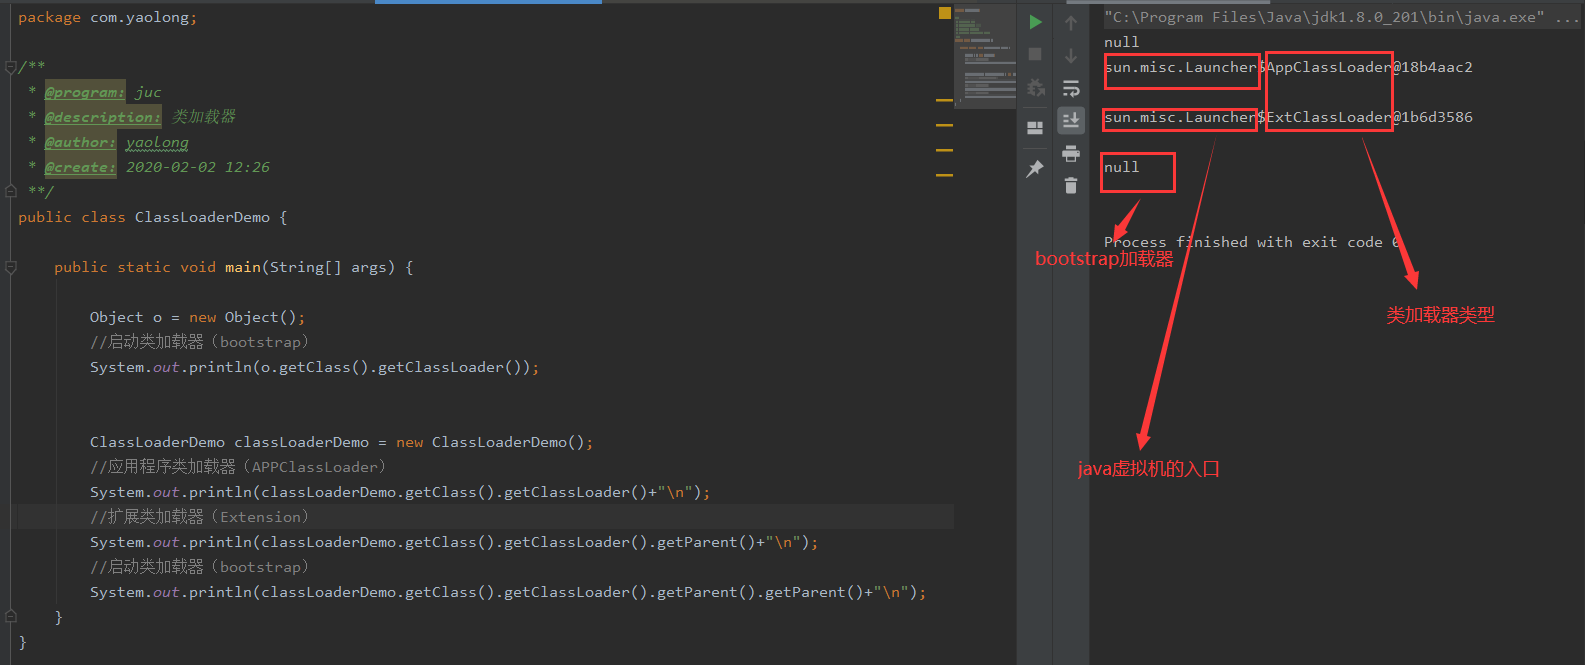 package com.yaolong;
/**
* @program: juc
* @description: 类加载器
* @author: yaolong
* @create: 2020-02-02 12:26
**/
public class ClassLoaderDemo {
public static void main(String[] args) {
Object o = new Object();
//启动类加载器（bootstrap）
System.out.println(o.getClass().getClassLoader());
ClassLoaderDemo classLoaderDemo = new ClassLoaderDemo();
//应用程序类加载器（APPClassLoader）
System.out.println(classLoaderDemo.getClass().getClassLoader()+"\n");
//扩展类加载器（Extension）
System.out.println(classLoaderDemo.getClass().getClassLoader().getParent()+"\n");
//启动类加载器（bootstrap）
System.out.println(classLoaderDemo.getClass().getClassLoader().getParent().getParent()+"\n");
}
}
"C:\Program Files\Java\jdk1.8.0_201\bin\java.exe" ...
null
sun.misc.Launcher$AppClassLoader@18b4aac2
sun.misc.Launcher$ExtClassLoader@1b6d3586
null
Process finished with exit code 0
bootstrap加载器
类加载器类型
java虚拟机的入口